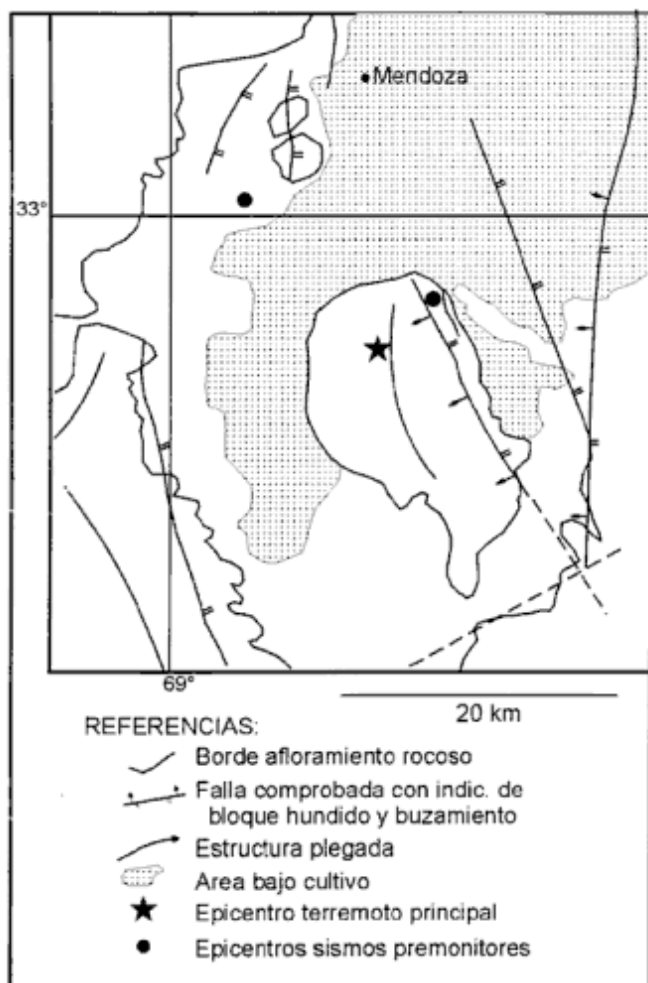 Mendoza
33°
69°
20 km
REFERENCIAS:
Borde afloramiento rocoso
Falla comprobada con indic. de
bloque hundido y buzamiento
Estructura plegada
Area bajo cultivo
Epicentro terremoto principal
Epicentros sismos premonitores